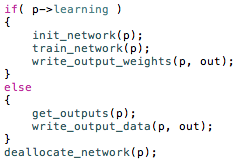 if( p->learning )
{
    init_network(p);
    train_network(p);
    write_output_weights(p, out);
}
else
{
    get_outputs(p);
    write_output_data(p, out);
}
deallocate_network(p);